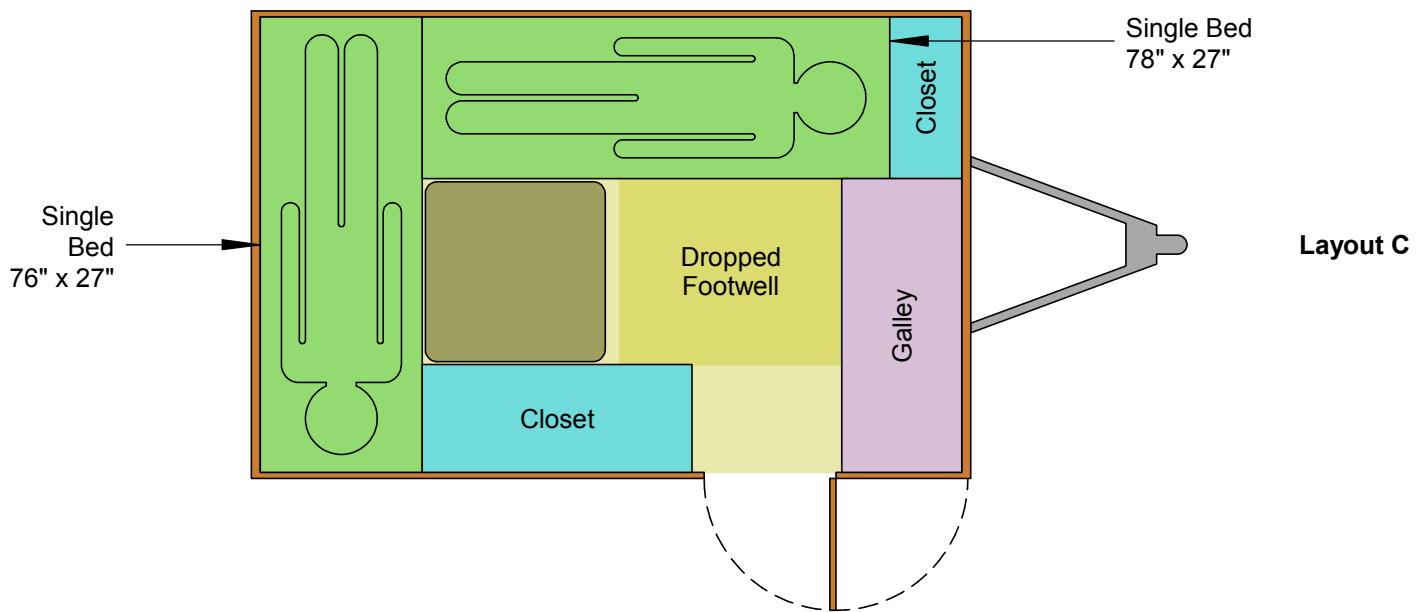 Single Bed
78" x 27"
Closet
Single
Bed
76" x 27"
Dropped
Footwell
Galley
Layout C
Closet